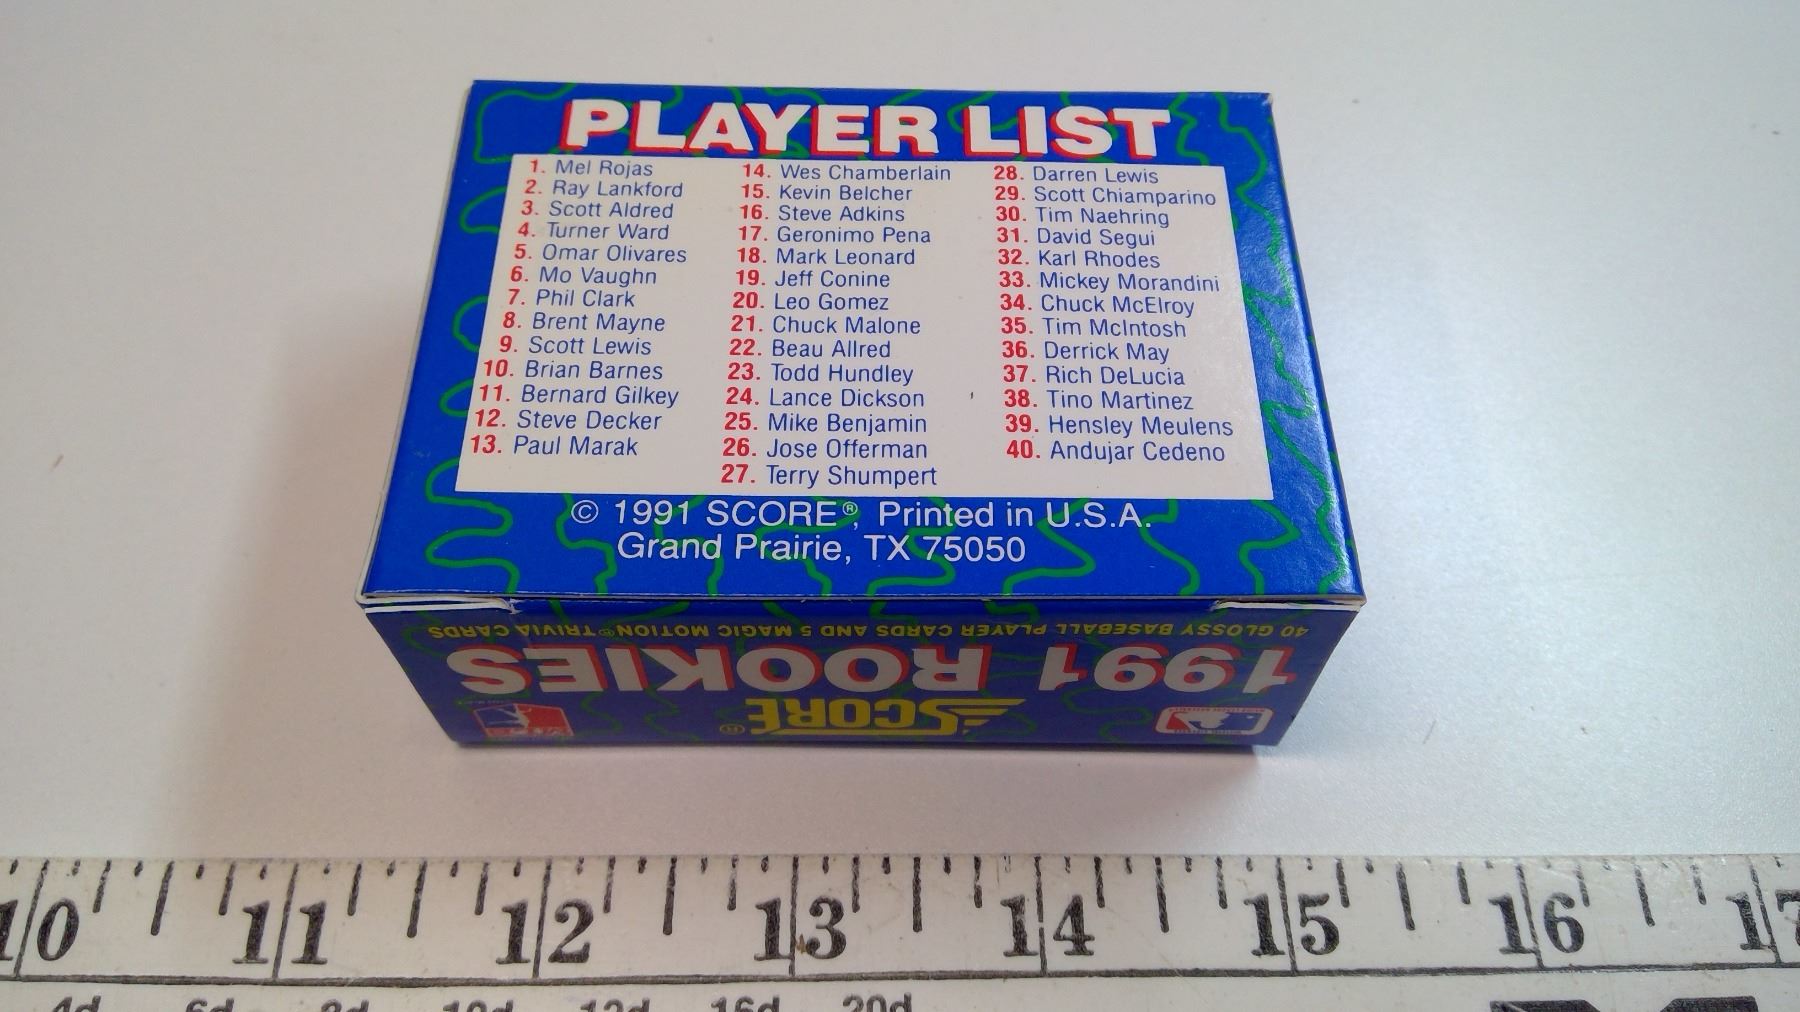 PLAYER LIST
1. Mel Rojas
2. Ray Lankford
3. Scott Aldred
4. Turner Ward
5. Omar Olivares
6. Mo Vaughn
7. Phil Clark
8. Brent Mayne
9. Scott Lewis
10. Brian Barnes
11. Bernard Gilkey
12. Steve Decker
13. Paul Marak
14. Wes Chamberlain
15. Kevin Belcher
16. Steve Adkins
17. Geronimo Pena
18. Mark Leonard
19. Jeff Conine
20. Leo Gomez
21. Chuck Malone
22. Beau Allred
23. Todd Hundley
24. Lance Dickson
25. Mike Benjamin
26. Jose Offerman
27. Terry Shumpert
28. Darren Lewis
29. Scott Chiamparino
30. Tim Naehring
31. David Segui
32. Karl Rhodes
33. Mickey Morandini
34. Chuck McElroy
35. Tim McIntosh
36. Derrick May
37. Rich DeLucia
38. Tino Martinez
39. Hensley Meulens
40. Andujar Cedeno
© 1991 SCORE®, Printed in U.S.A.
Grand Prairie, TX 75050
SCORE®
1991 ROOKIES
40 GLOSSY BASEBALL PLAYER CARDS AND 5 MAGIC MOTION® TRIVIA CARDS
10 11 12 13 14 15 16 17
4d 6d 8d 10d 12d 16d 20d